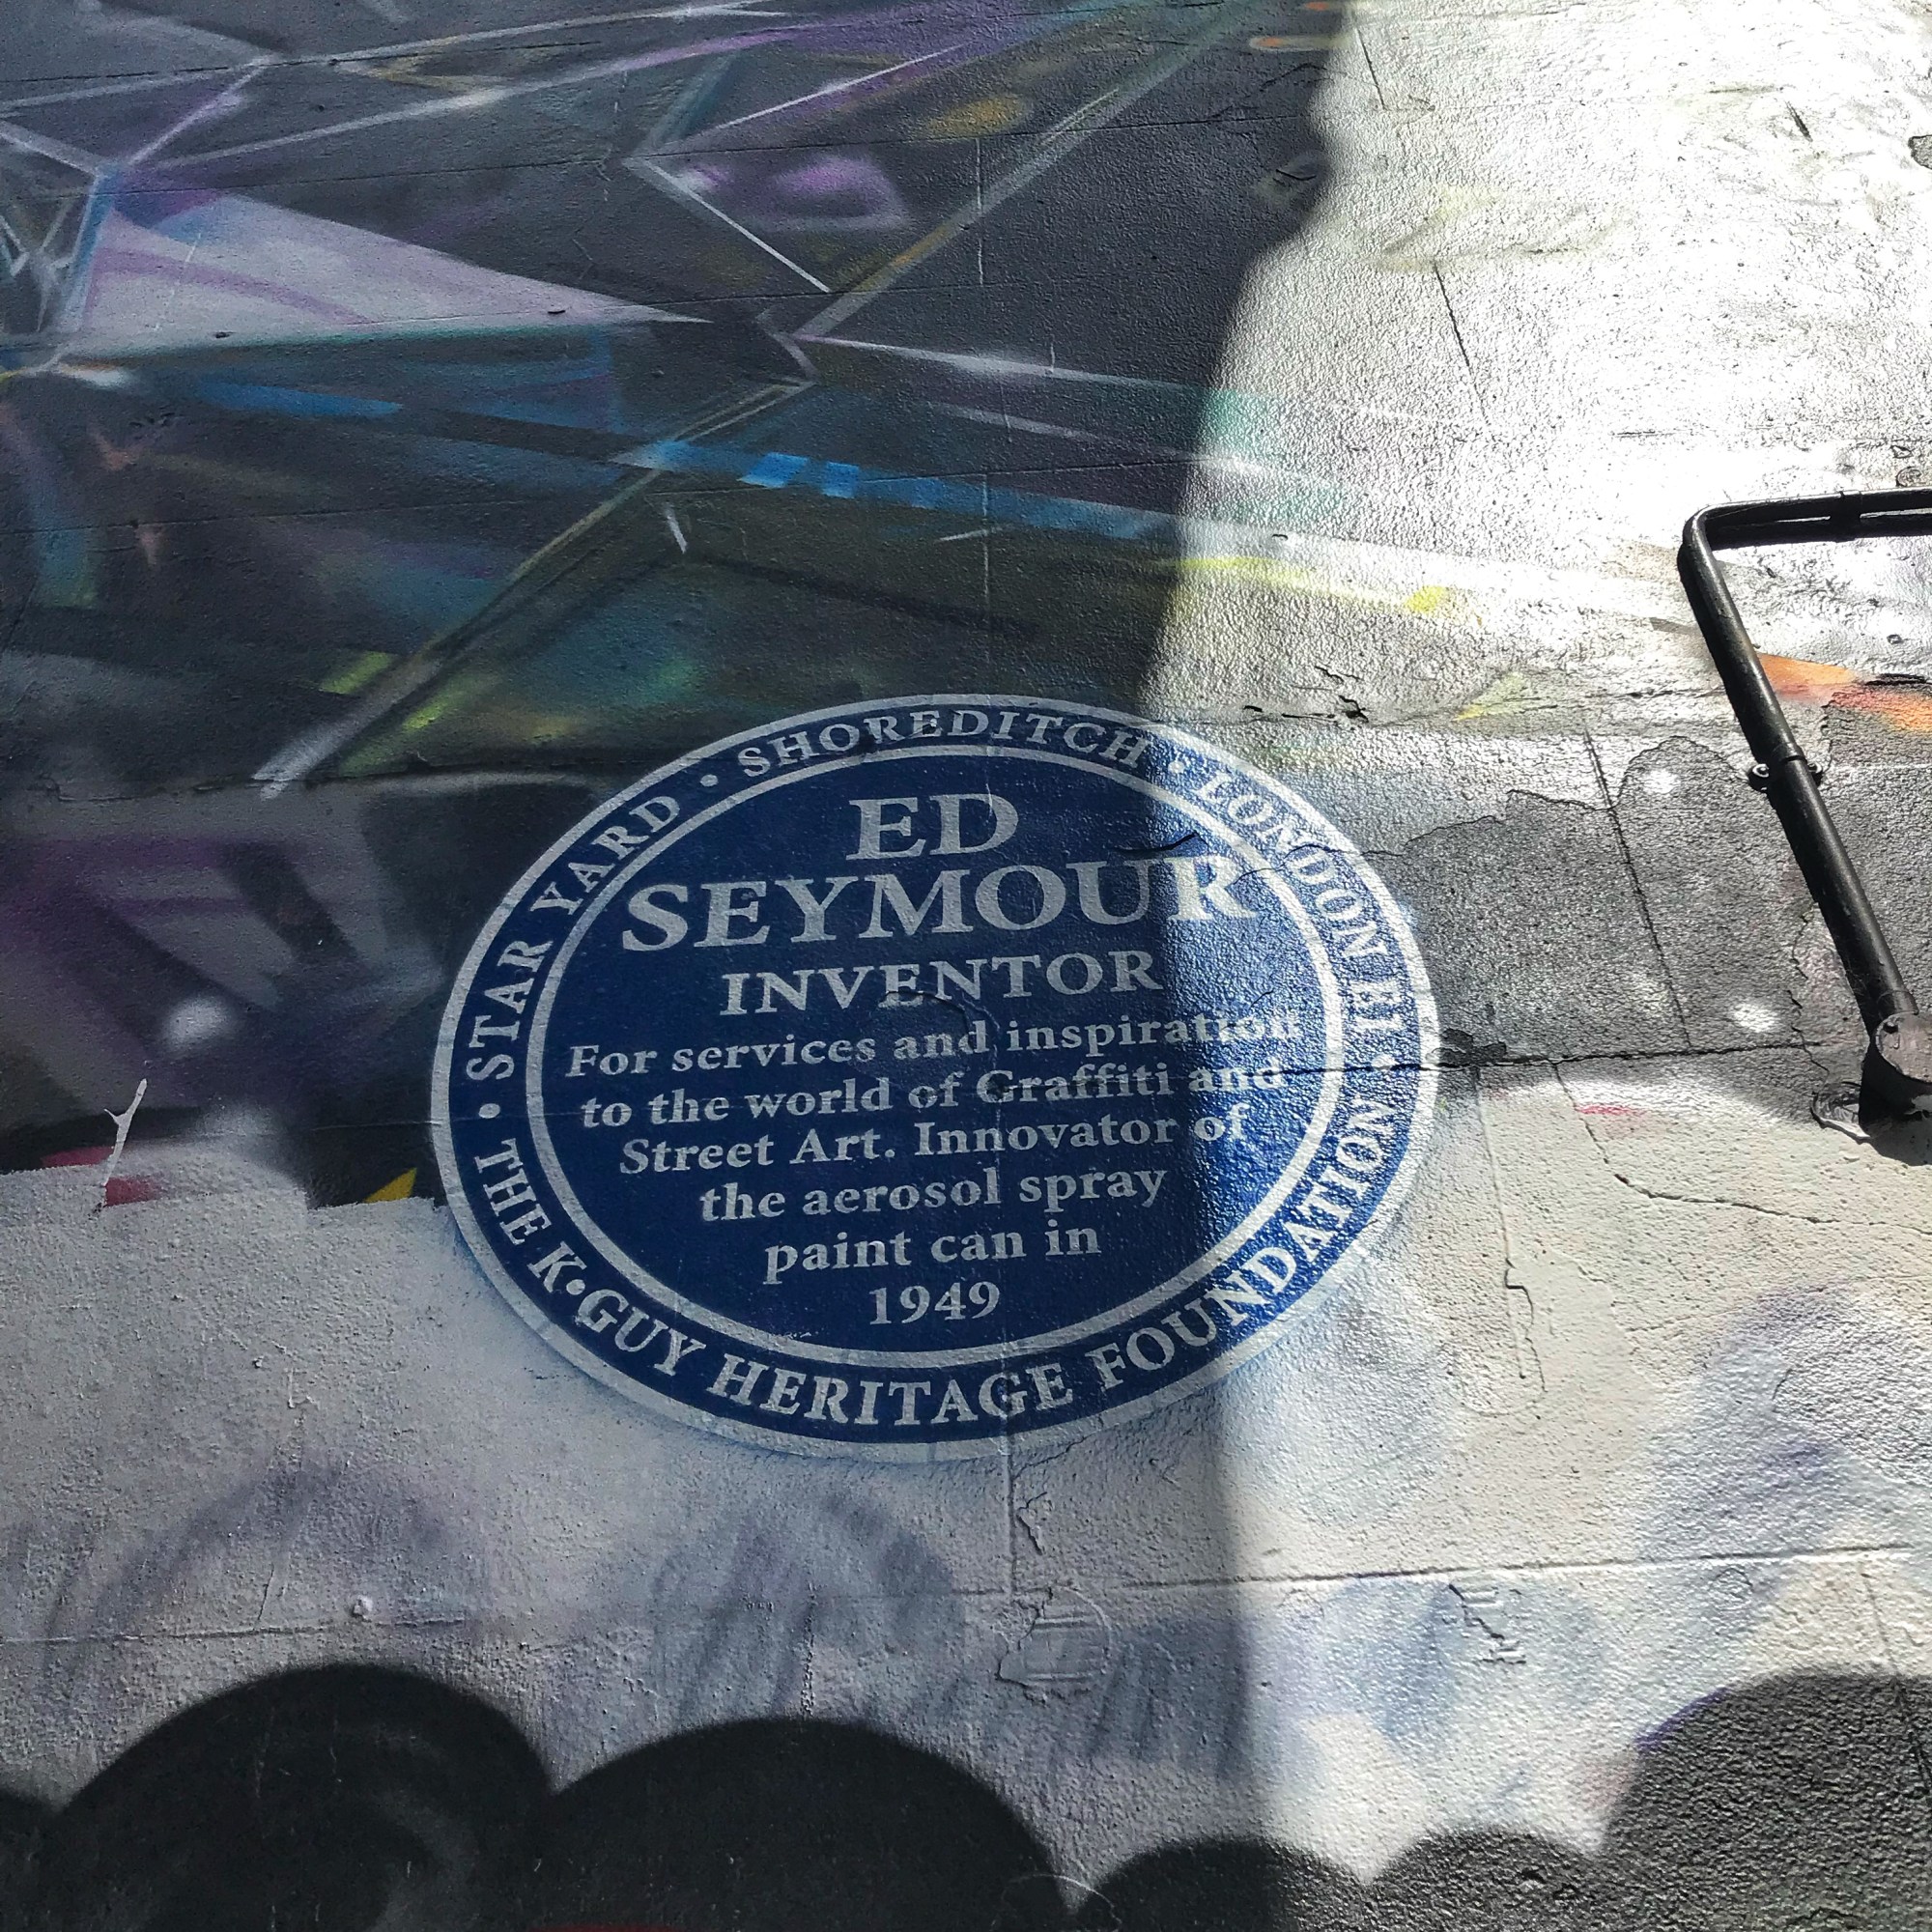 STAR YARD • SHOREDITCH • LONDON E1 •
ED
SEYMOUR
INVENTOR
For services and inspiration
to the world of Graffiti and
Street Art. Innovator of
the aerosol spray
paint can in
1949
• THE K•GUY HERITAGE FOUNDATION